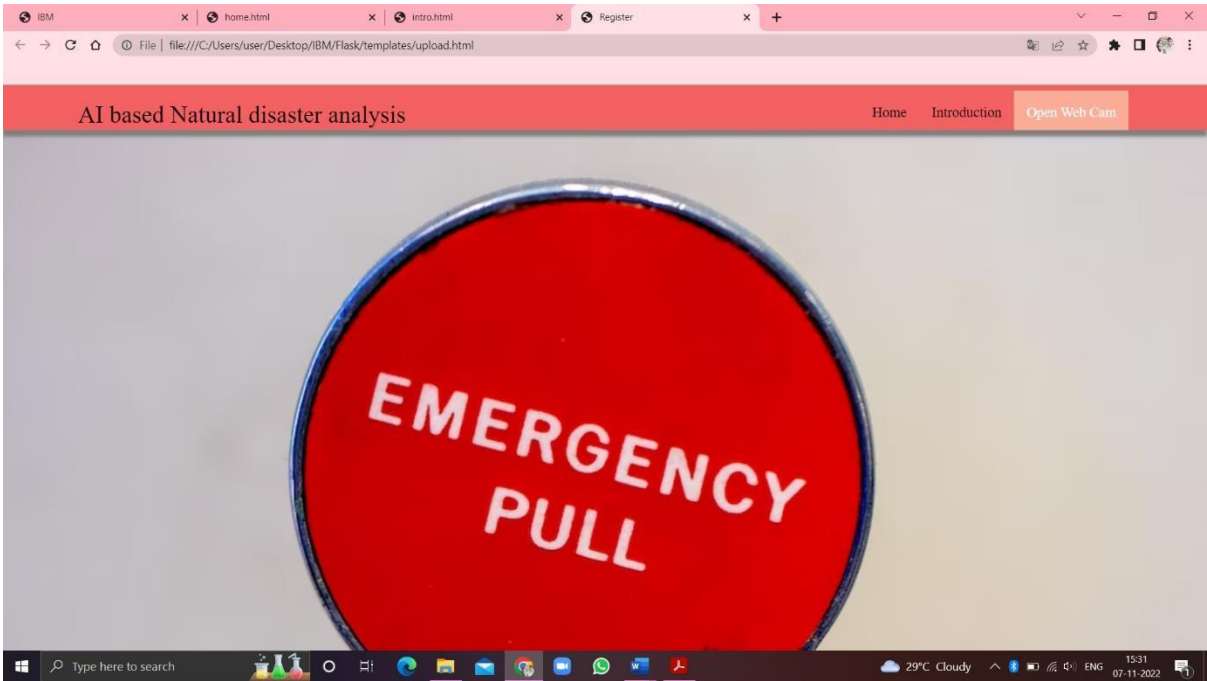 IBM
home.html
intro.html
Register
File | file:///C:/Users/user/Desktop/IBM/Flask/templates/upload.html
AI based Natural disaster analysis
Home
Introduction
Open Web Cam
EMERGENCY
PULL
Type here to search
29°C Cloudy
ENG
15:31
07-11-2022
1